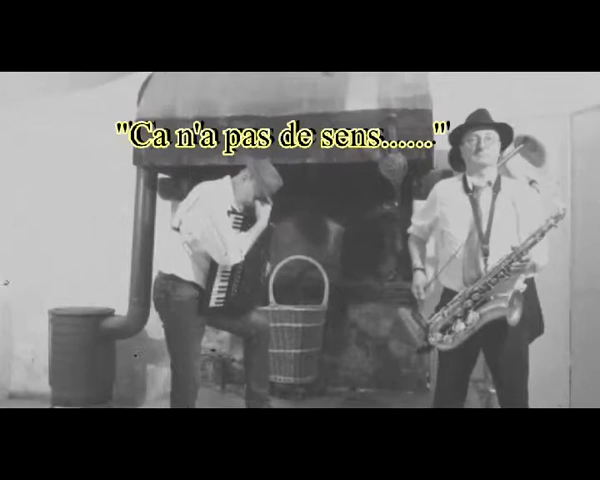 "Ca n'a pas de sens......"